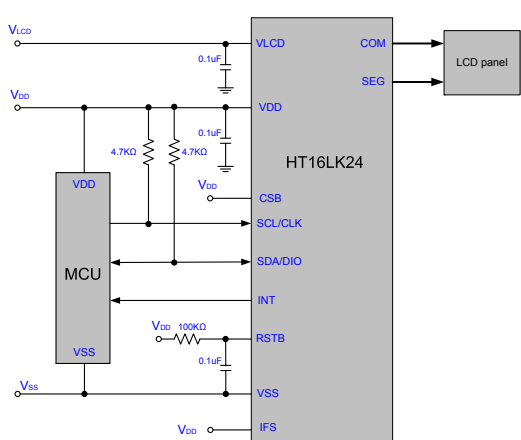 VLCD
VLCD
COM
LCD panel
0.1uF
SEG
VDD
VDD
4.7KΩ
4.7KΩ
0.1uF
HT16LK24
VDD
VDD
CSB
SCL/CLK
MCU
SDA/DIO
INT
VDD 100KΩ
RSTB
VSS
0.1uF
VSS
VSS
VDD
IFS